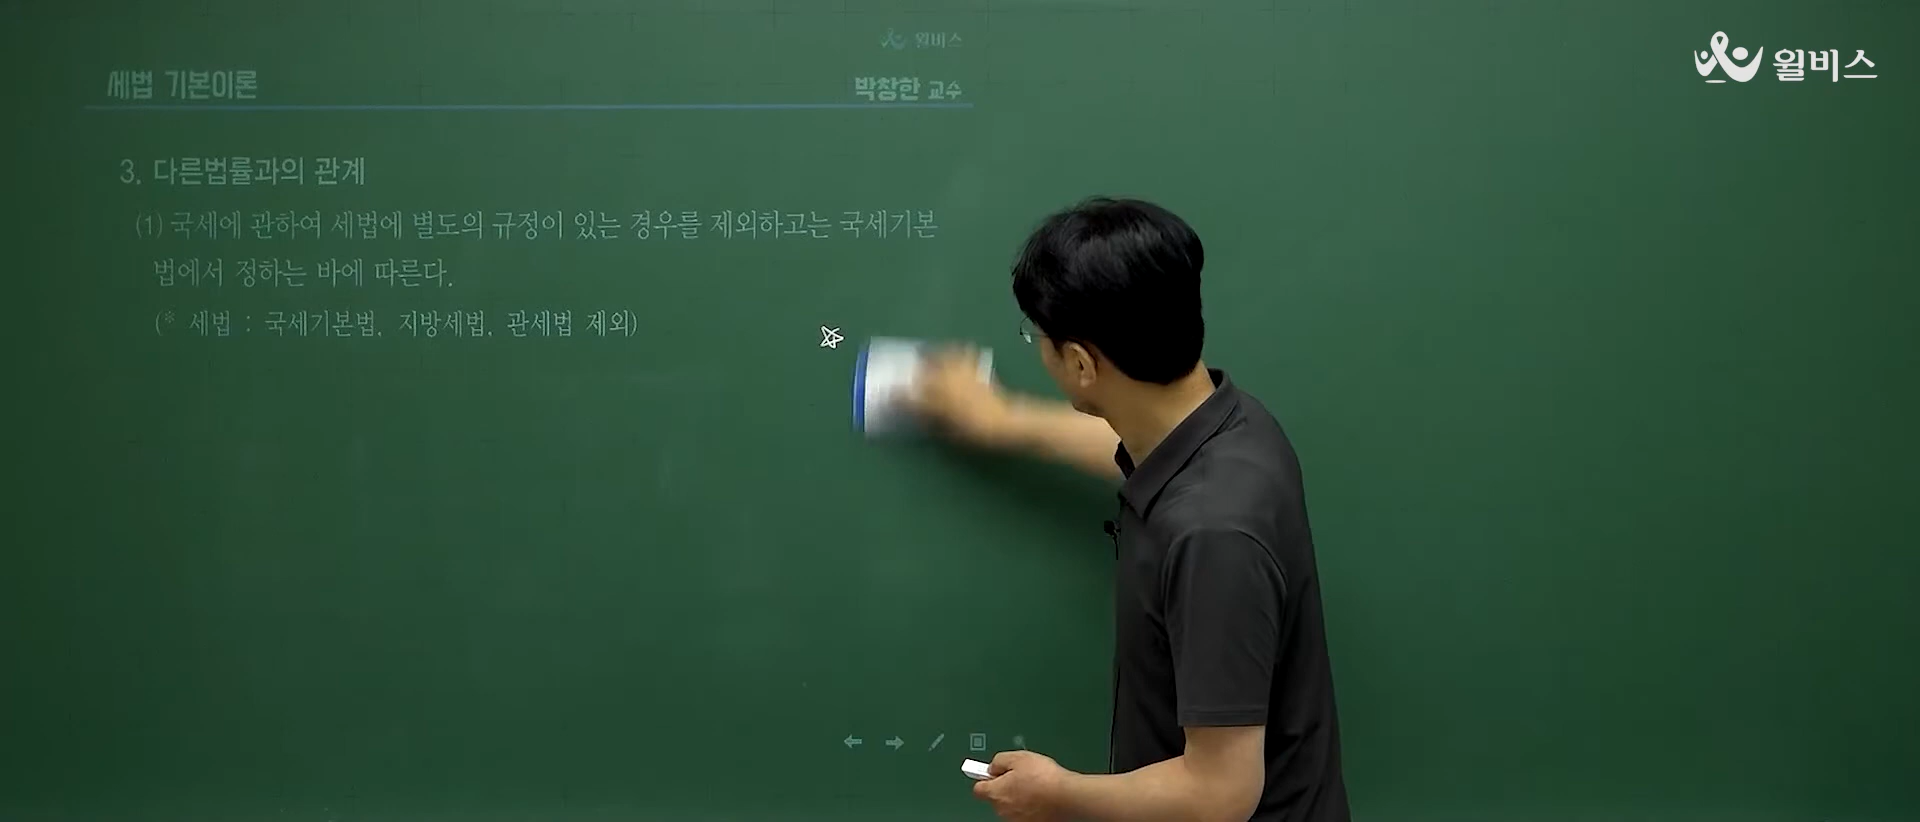 윌비스
윌비스
세법 기본이론
박창한 교수
3. 다른법률과의 관계
(1) 국세에 관하여 세법에 별도의 규정이 있는 경우를 제외하고는 국세기본
법에서 정하는 바에 따른다.
(* 세법 : 국세기본법, 지방세법, 관세법 제외)